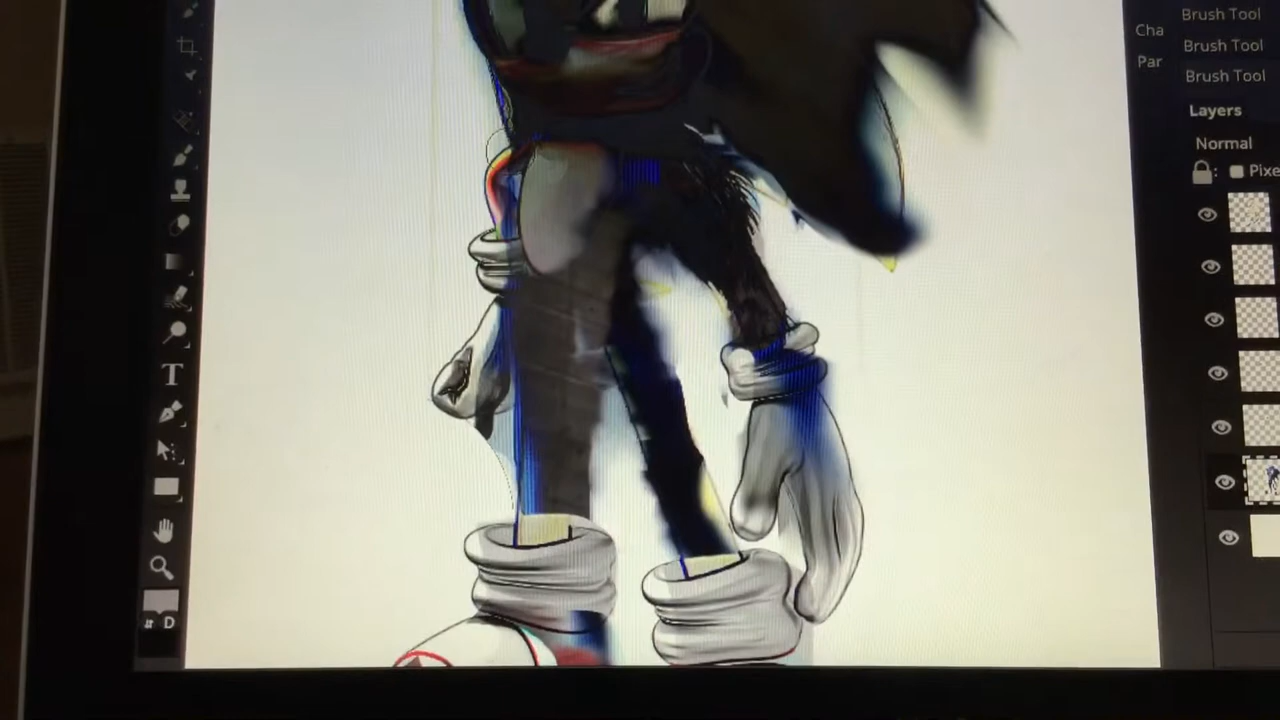 Brush Tool
Cha
Brush Tool
Par
Brush Tool
Layers
Normal
: Pixe
T
D